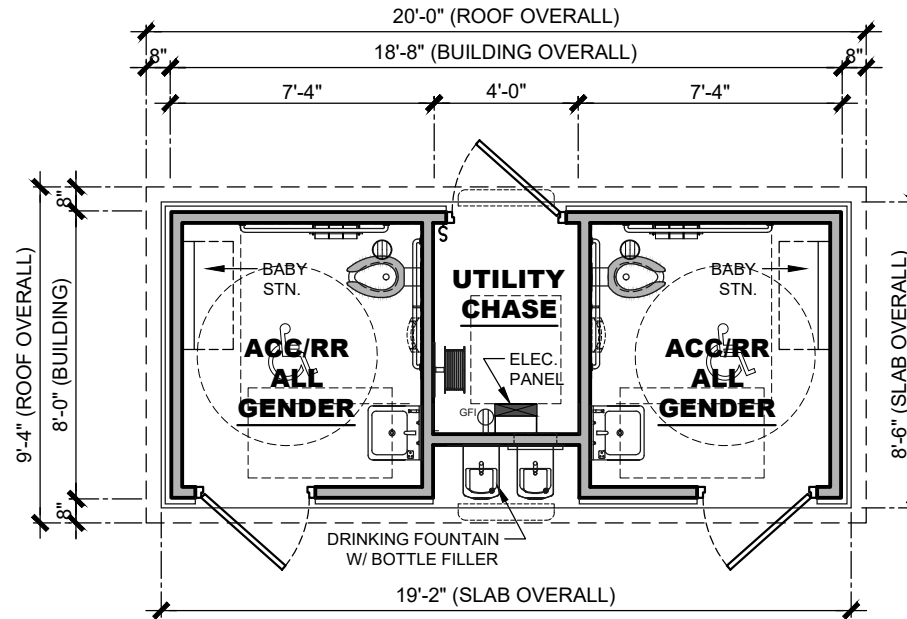 20'-0" (ROOF OVERALL)
8"
18'-8" (BUILDING OVERALL)
8"
7'-4"
4'-0"
7'-4"
9'-4" (ROOF OVERALL)
8"
8'-0" (BUILDING)
8"
8'-6" (SLAB OVERALL)
S
BABY
STN.
UTILITY
CHASE
BABY
STN.
ACC/RR
ALL
GENDER
ELEC.
PANEL
GFI
ACC/RR
ALL
GENDER
DRINKING FOUNTAIN
W/ BOTTLE FILLER
19'-2" (SLAB OVERALL)